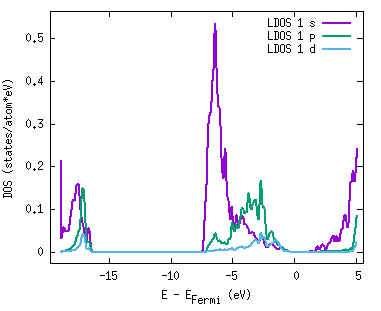 LDOS 1 s
LDOS 1 p
LDOS 1 d
DOS (states/atom*eV)
0.5
0.4
0.3
0.2
0.1
0
-15
-10
-5
0
5
E - EFermi (eV)